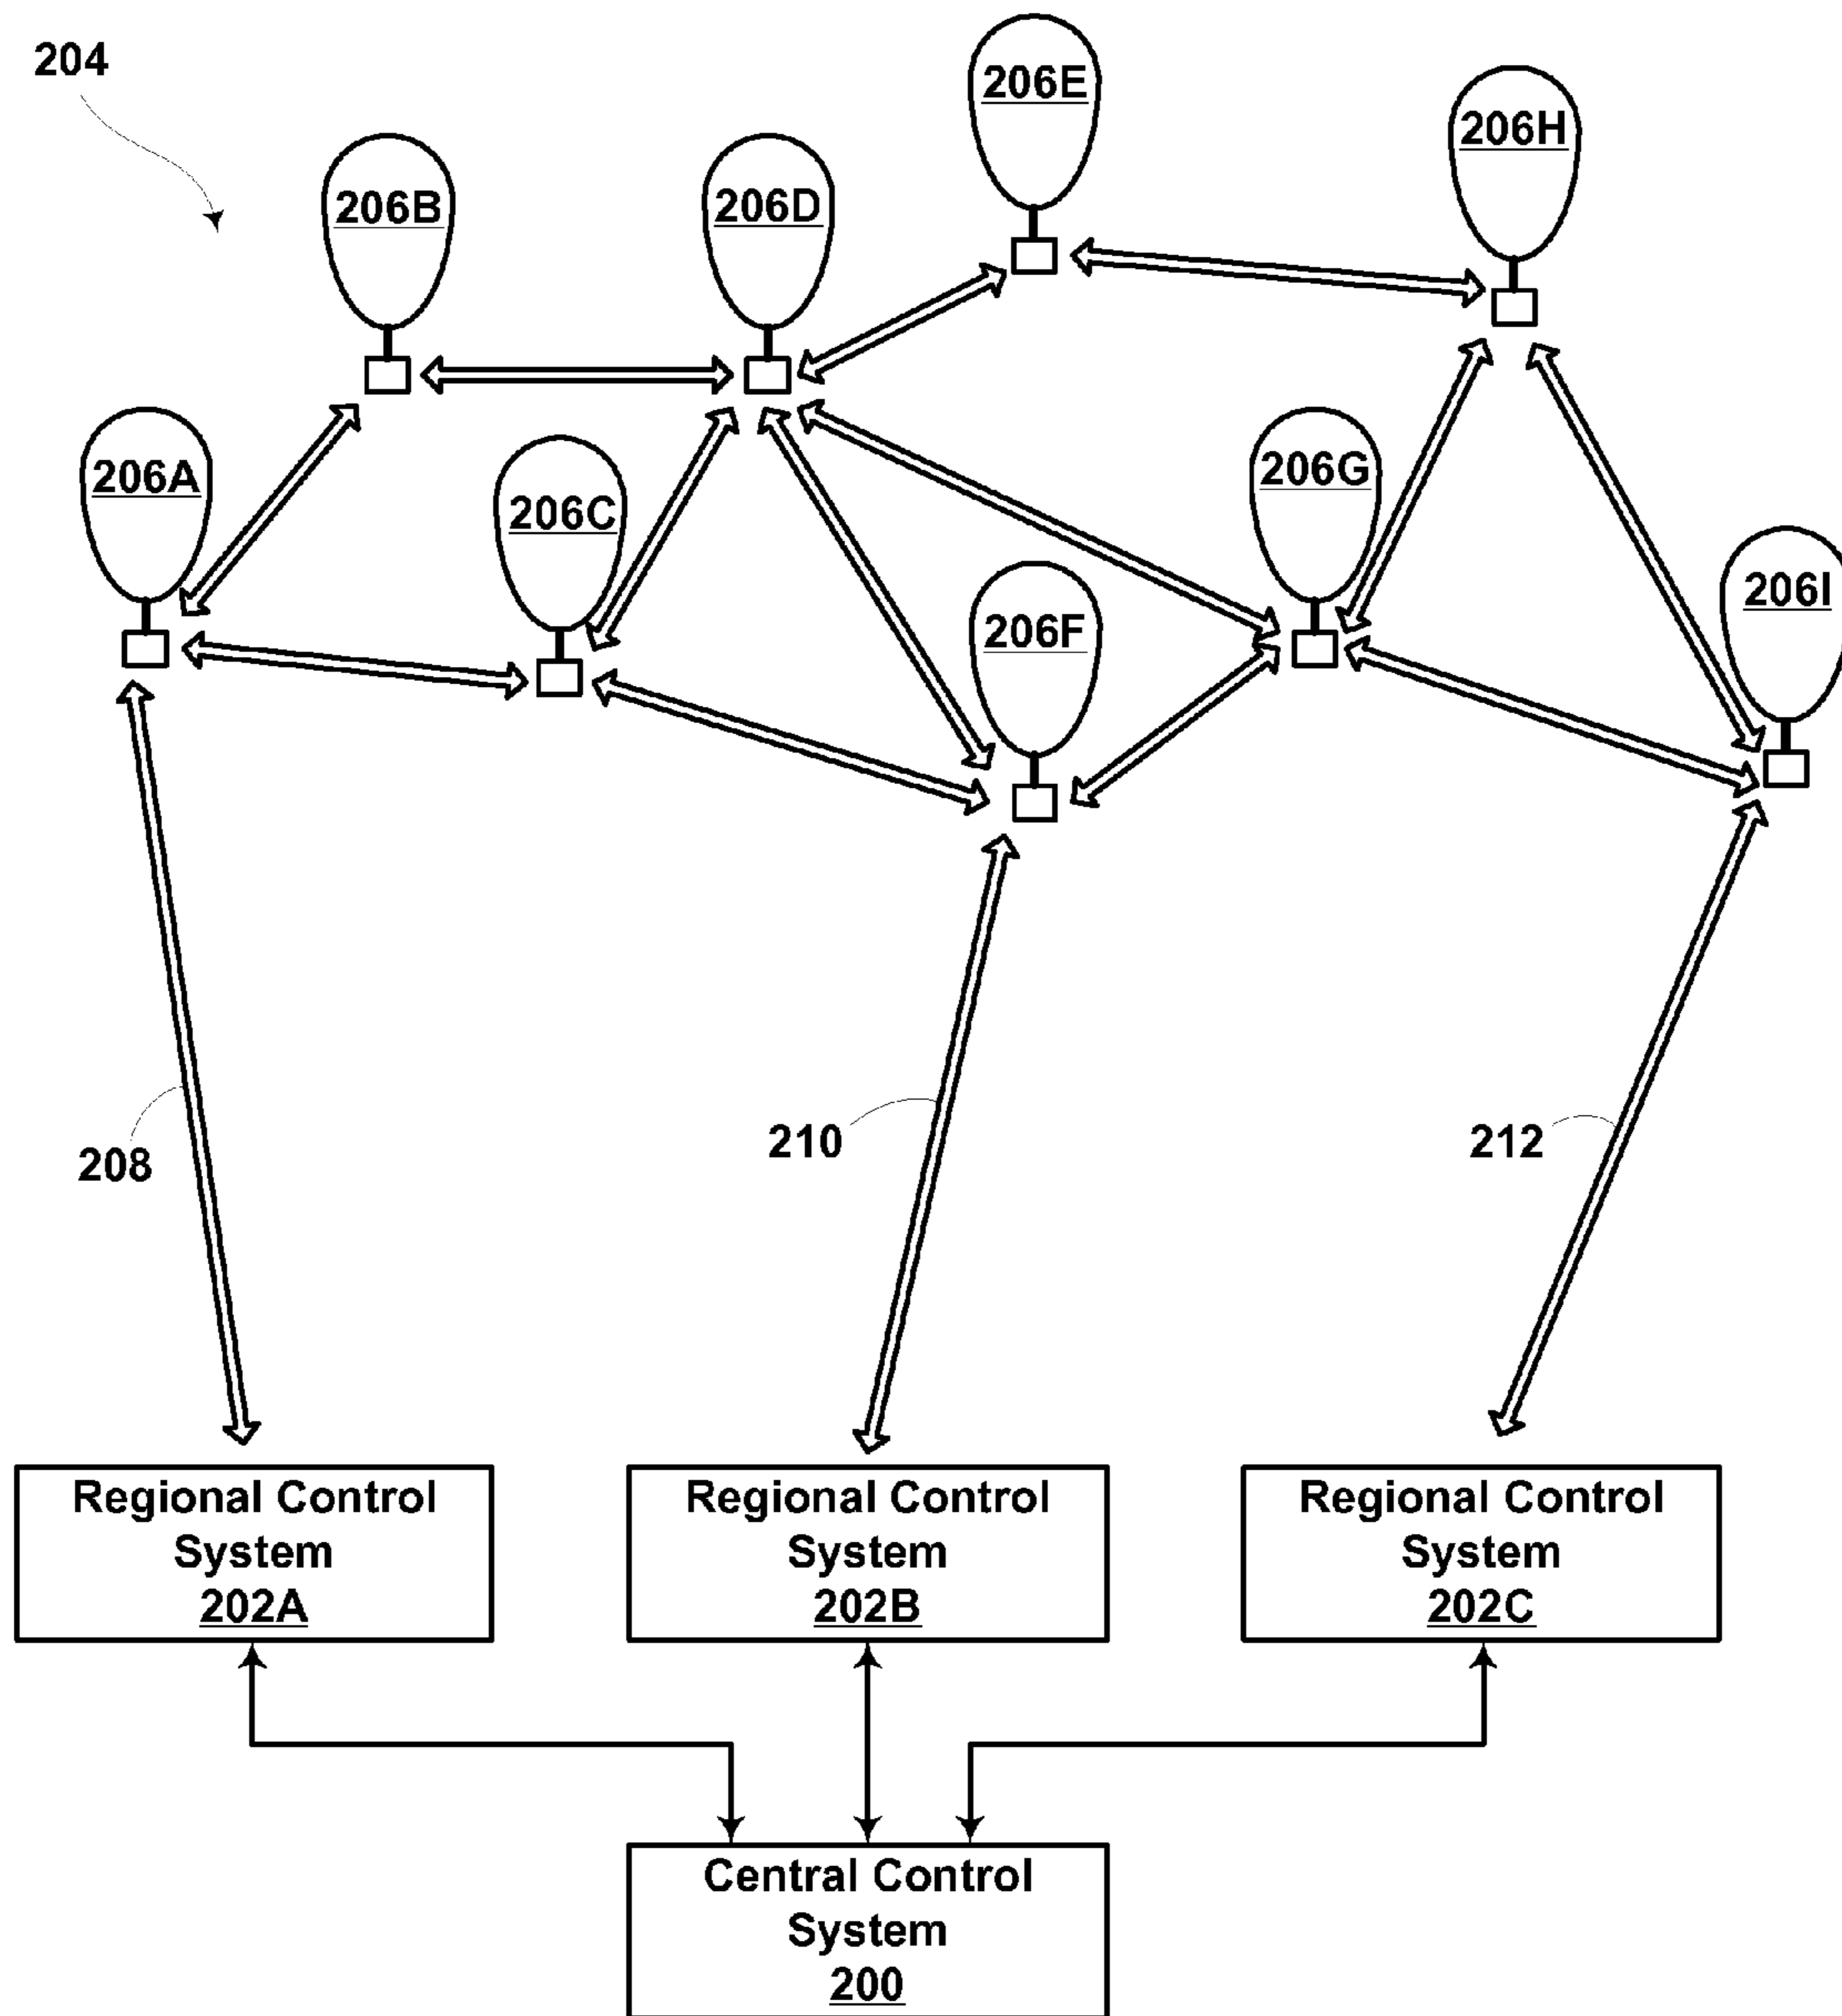 204
206E
206H
206B
206D
206A
206C
206G
206I
206F
208
210
212
Regional Control
System
202A
Regional Control
System
202B
Regional Control
System
202C
Central Control
System
200